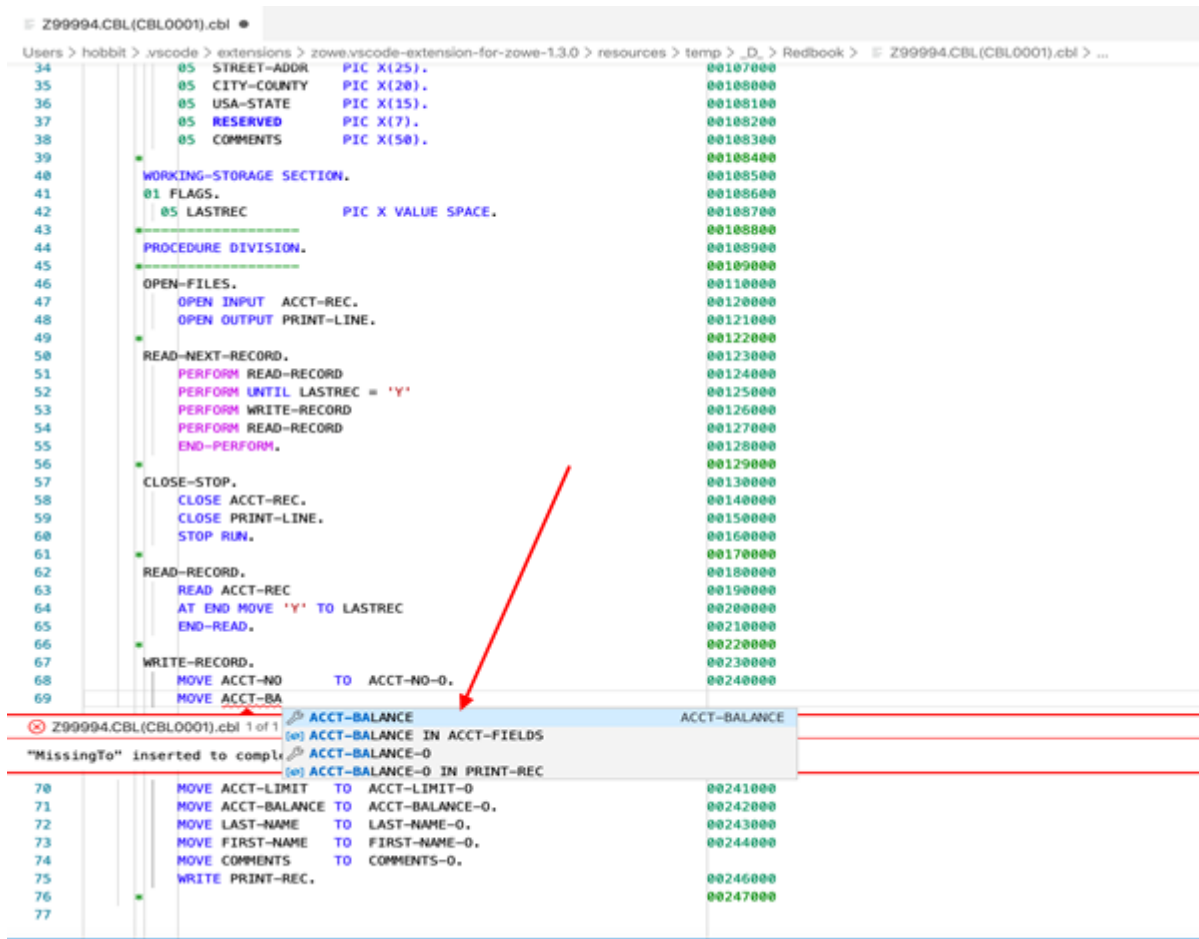 Z99994.CBL(CBL0001).cbl ●
Users > hobbit > .vscode > extensions > zowe.vscode-extension-for-zowe-1.3.0 > resources > temp > _D_ > Redbook > Z99994.CBL(CBL0001).cbl > ...
34 05 STREET-ADDR PIC X(25). 00107000
35 05 CITY-COUNTY PIC X(20). 00108000
36 05 USA-STATE PIC X(15). 00108100
37 05 RESERVED PIC X(7). 00108200
38 05 COMMENTS PIC X(50). 00108300
39 * 00108400
40 WORKING-STORAGE SECTION. 00108500
41 01 FLAGS. 00108600
42 05 LASTREC PIC X VALUE SPACE. 00108700
43 *------------------ 00108800
44 PROCEDURE DIVISION. 00108900
45 *------------------ 00109000
46 OPEN-FILES. 00110000
47 OPEN INPUT ACCT-REC. 00120000
48 OPEN OUTPUT PRINT-LINE. 00121000
49 * 00122000
50 READ-NEXT-RECORD. 00123000
51 PERFORM READ-RECORD 00124000
52 PERFORM UNTIL LASTREC = 'Y' 00125000
53 PERFORM WRITE-RECORD 00126000
54 PERFORM READ-RECORD 00127000
55 END-PERFORM. 00128000
56 * 00129000
57 CLOSE-STOP. 00130000
58 CLOSE ACCT-REC. 00140000
59 CLOSE PRINT-LINE. 00150000
60 STOP RUN. 00160000
61 * 00170000
62 READ-RECORD. 00180000
63 READ ACCT-REC 00190000
64 AT END MOVE 'Y' TO LASTREC 00200000
65 END-READ. 00210000
66 * 00220000
67 WRITE-RECORD. 00230000
68 MOVE ACCT-NO TO ACCT-NO-O. 00240000
69 MOVE ACCT-BA
ACCT-BALANCE ACCT-BALANCE
Z99994.CBL(CBL0001).cbl 1 of 1
ACCT-BALANCE IN ACCT-FIELDS
"MissingTo" inserted to comple
ACCT-BALANCE-O
ACCT-BALANCE-O IN PRINT-REC
70 MOVE ACCT-LIMIT TO ACCT-LIMIT-O 00241000
71 MOVE ACCT-BALANCE TO ACCT-BALANCE-O. 00242000
72 MOVE LAST-NAME TO LAST-NAME-O. 00243000
73 MOVE FIRST-NAME TO FIRST-NAME-O. 00244000
74 MOVE COMMENTS TO COMMENTS-O.
75 WRITE PRINT-REC. 00246000
76 * 00247000
77